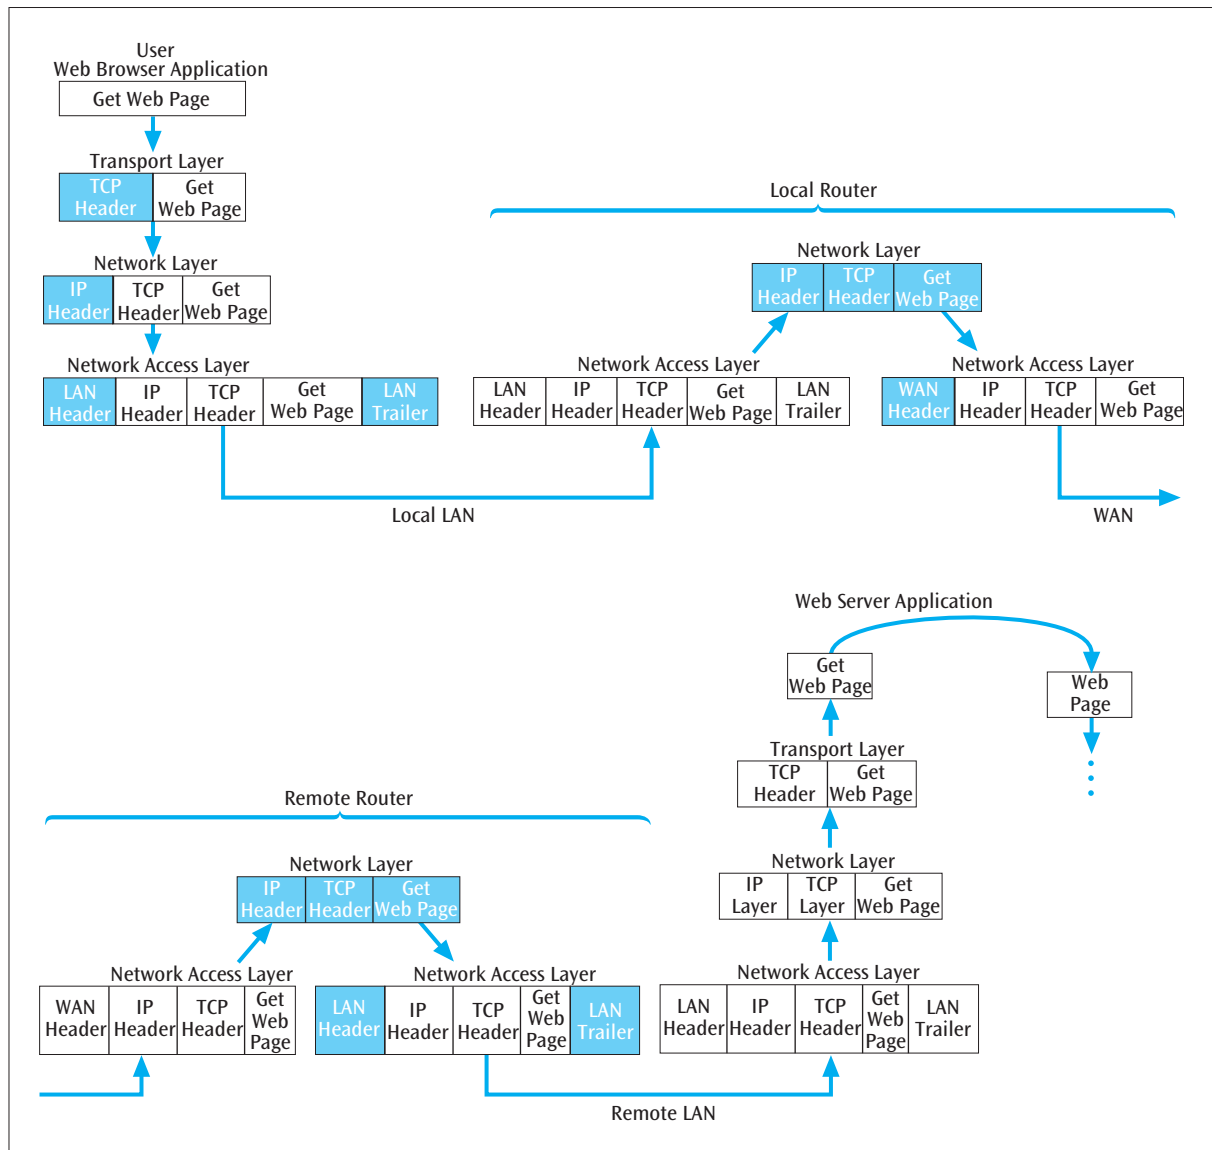 User
Web Browser Application
Get Web Page
Transport Layer
TCP
Header
Get
Web Page
Network Layer
IP
Header
TCP
Header
Get
Web Page
Network Access Layer
LAN
Header
IP
Header
TCP
Header
Get
Web Page
LAN
Trailer
Local LAN
Local Router
Network Layer
IP
Header
TCP
Header
Get
Web Page
Network Access Layer
LAN
Header
IP
Header
TCP
Header
Get
Web Page
LAN
Trailer
Network Access Layer
WAN
Header
IP
Header
TCP
Header
Get
Web Page
WAN
Remote Router
Network Layer
IP
Header
TCP
Header
Get
Web Page
Network Access Layer
WAN
Header
IP
Header
TCP
Header
Get
Web
Page
Network Access Layer
LAN
Header
IP
Header
TCP
Header
Get
Web
Page
LAN
Trailer
Remote LAN
Web Server Application
Get
Web Page
Web
Page
Transport Layer
TCP
Header
Get
Web Page
Network Layer
IP
Layer
TCP
Layer
Get
Web Page
Network Access Layer
LAN
Header
IP
Header
TCP
Header
Get
Web
Page
LAN
Trailer